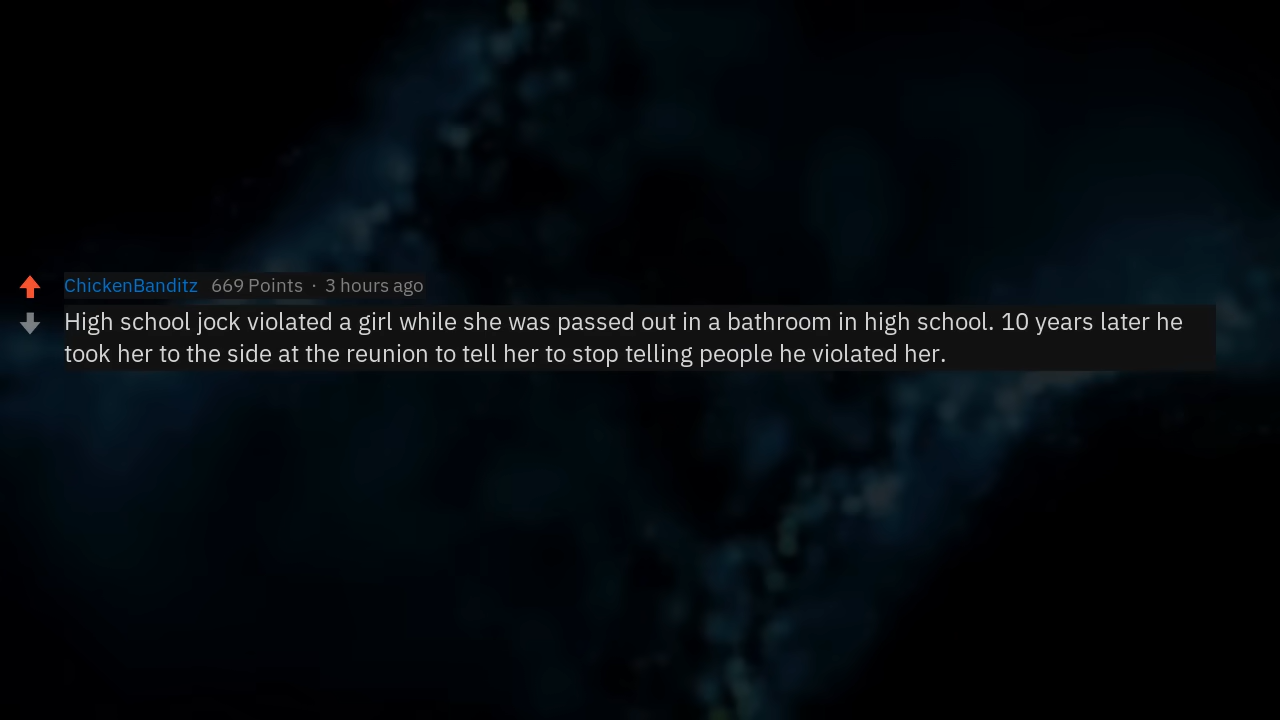 ChickenBanditz 669 Points · 3 hours ago
High school jock violated a girl while she was passed out in a bathroom in high school. 10 years later he
took her to the side at the reunion to tell her to stop telling people he violated her.